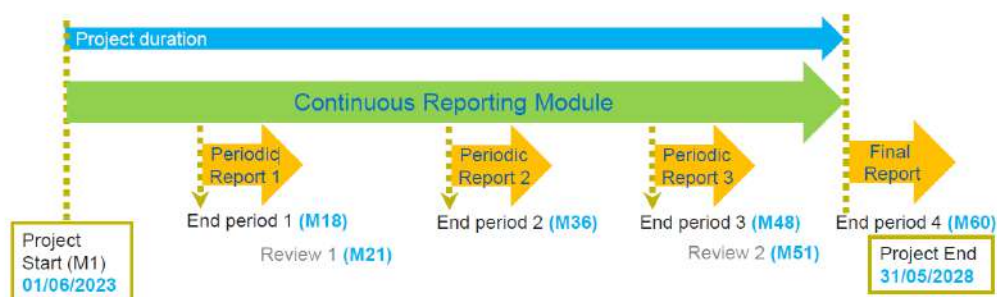 Project duration
Continuous Reporting Module
Periodic
Report 1
Periodic
Report 2
Periodic
Report 3
Final
Report
End period 1 (M18)
End period 2 (M36)
End period 3 (M48)
End period 4 (M60)
Project
Start (M1)
01/06/2023
Review 1 (M21)
Review 2 (M51)
Project End
31/05/2028